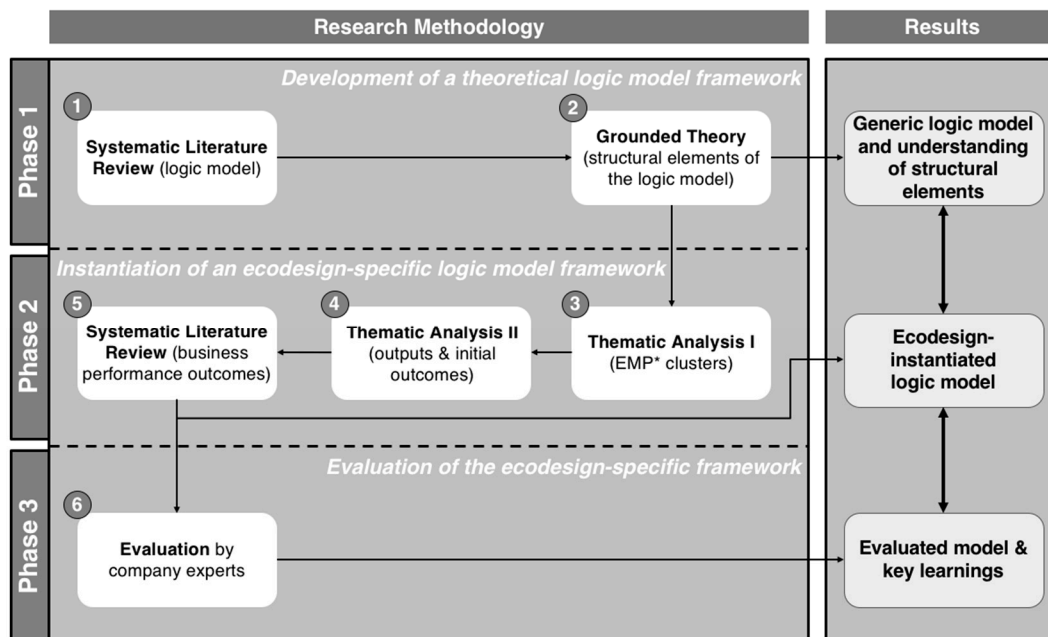 Research Methodology
Results
Phase 1
Development of a theoretical logic model framework
1
Systematic Literature
Review (logic model)
2
Grounded Theory
(structural elements of
the logic model)
Generic logic model
and understanding
of structural
elements
Phase 2
Instantiation of an ecodesign-specific logic model framework
5
Systematic Literature
Review (business
performance outcomes)
4
Thematic Analysis II
(outputs & initial
outcomes)
3
Thematic Analysis I
(EMP* clusters)
Ecodesign-
instantiated
logic model
Phase 3
Evaluation of the ecodesign-specific framework
6
Evaluation by
company experts
Evaluated model &
key learnings